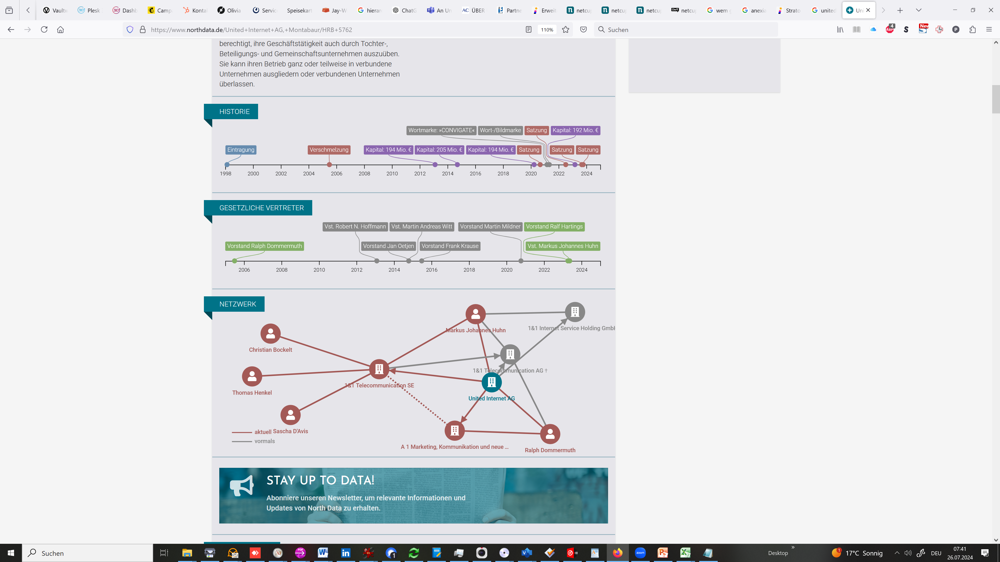 Vaultw
Plesk
Dashb
Camp
Konta
Olivia
Servic
Speisekart
Jay-W
hierar
ChatG
An Un
ÜBER
Partne
Erweit
netcup
netcup
netcup
netcup
wem g
anexia
Strato
united
Uni
https://www.northdata.de/United+Internet+AG,+Montabaur/HRB+5762
110%
Suchen
4
New
berechtigt, ihre Geschäftstätigkeit auch durch Tochter-,
Beteiligungs- und Gemeinschaftsunternehmen auszuüben.
Sie kann ihren Betrieb ganz oder teilweise in verbundene
Unternehmen ausgliedern oder verbundenen Unternehmen
überlassen.
HISTORIE
Wortmarke: »CONVIGATE« Wort-/Bildmarke Satzung Kapital: 192 Mio. €
Eintragung Verschmelzung Kapital: 194 Mio. € Kapital: 205 Mio. € Kapital: 194 Mio. € Satzung Satzung Satzung
1998 2000 2002 2004 2006 2008 2010 2012 2014 2016 2018 2020 2022 2024
GESETZLICHE VERTRETER
Vst. Robert N. Hoffmann Vst. Martin Andreas Witt Vorstand Martin Mildner Vorstand Ralf Hartings
Vorstand Ralph Dommermuth Vorstand Jan Oetjen Vorstand Frank Krause Vst. Markus Johannes Huhn
2006 2008 2010 2012 2014 2016 2018 2020 2022 2024
NETZWERK
Markus Johannes Huhn
1&1 Internet Service Holding GmbH
Christian Bockelt
1&1 Telecommunication AG †
1&1 Telecommunication SE
Thomas Henkel
United Internet AG
aktuell
Sascha D'Avis
vormals
A 1 Marketing, Kommunikation und neue ...
Ralph Dommermuth
STAY UP TO DATA!
Abonniere unseren Newsletter, um relevante Informationen und
Updates von North Data zu erhalten.
Suchen
Desktop
17°C Sonnig
DEU
07:41
26.07.2024